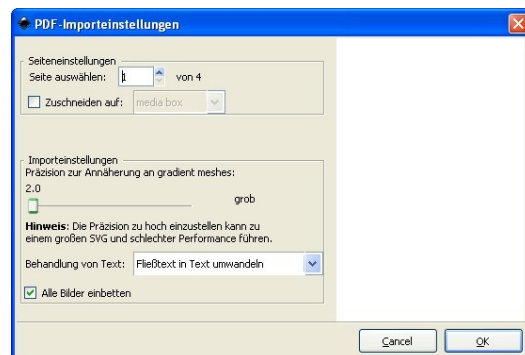 PDF-Importeinstellungen
Seiteneinstellungen
Seite auswählen: 1 von 4
Zuschneiden auf: media box
Importeinstellungen
Präzision zur Annäherung an gradient meshes:
2.0
grob
Hinweis: Die Präzision zu hoch einzustellen kann zu
einem großen SVG und schlechter Performance führen.
Behandlung von Text: Fließtext in Text umwandeln
Alle Bilder einbetten
Cancel OK